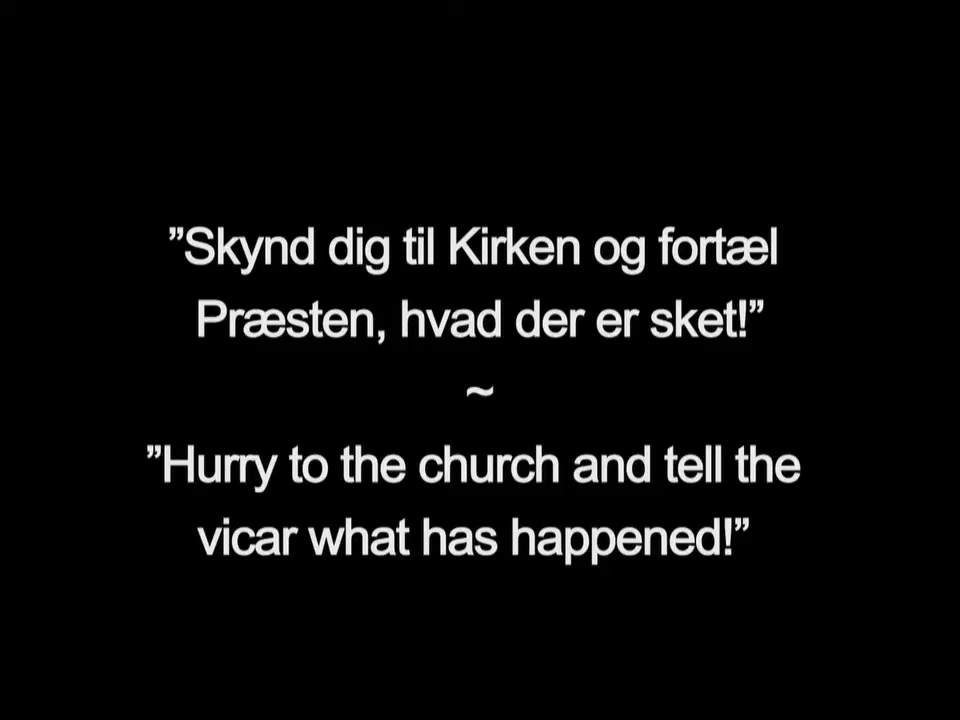 ”Skynd dig til Kirken og fortæl
Præsten, hvad der er sket!”
~
”Hurry to the church and tell the
vicar what has happened!”